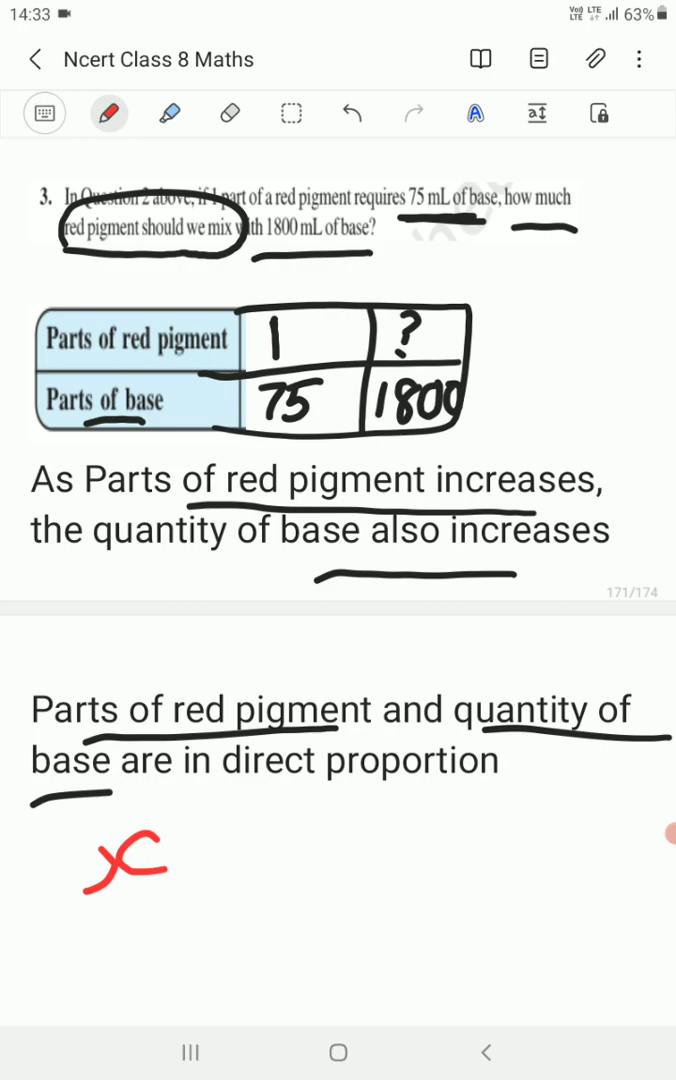 14:33 Vo)) LTE LTE 63%
Ncert Class 8 Maths
3. In Question 2 above, if 1 part of a red pigment requires 75 mL of base, how much
red pigment should we mix with 1800 mL of base?
Parts of red pigment 1 ?
Parts of base 75 1800
As Parts of red pigment increases,
the quantity of base also increases
171/174
Parts of red pigment and quantity of
base are in direct proportion
x